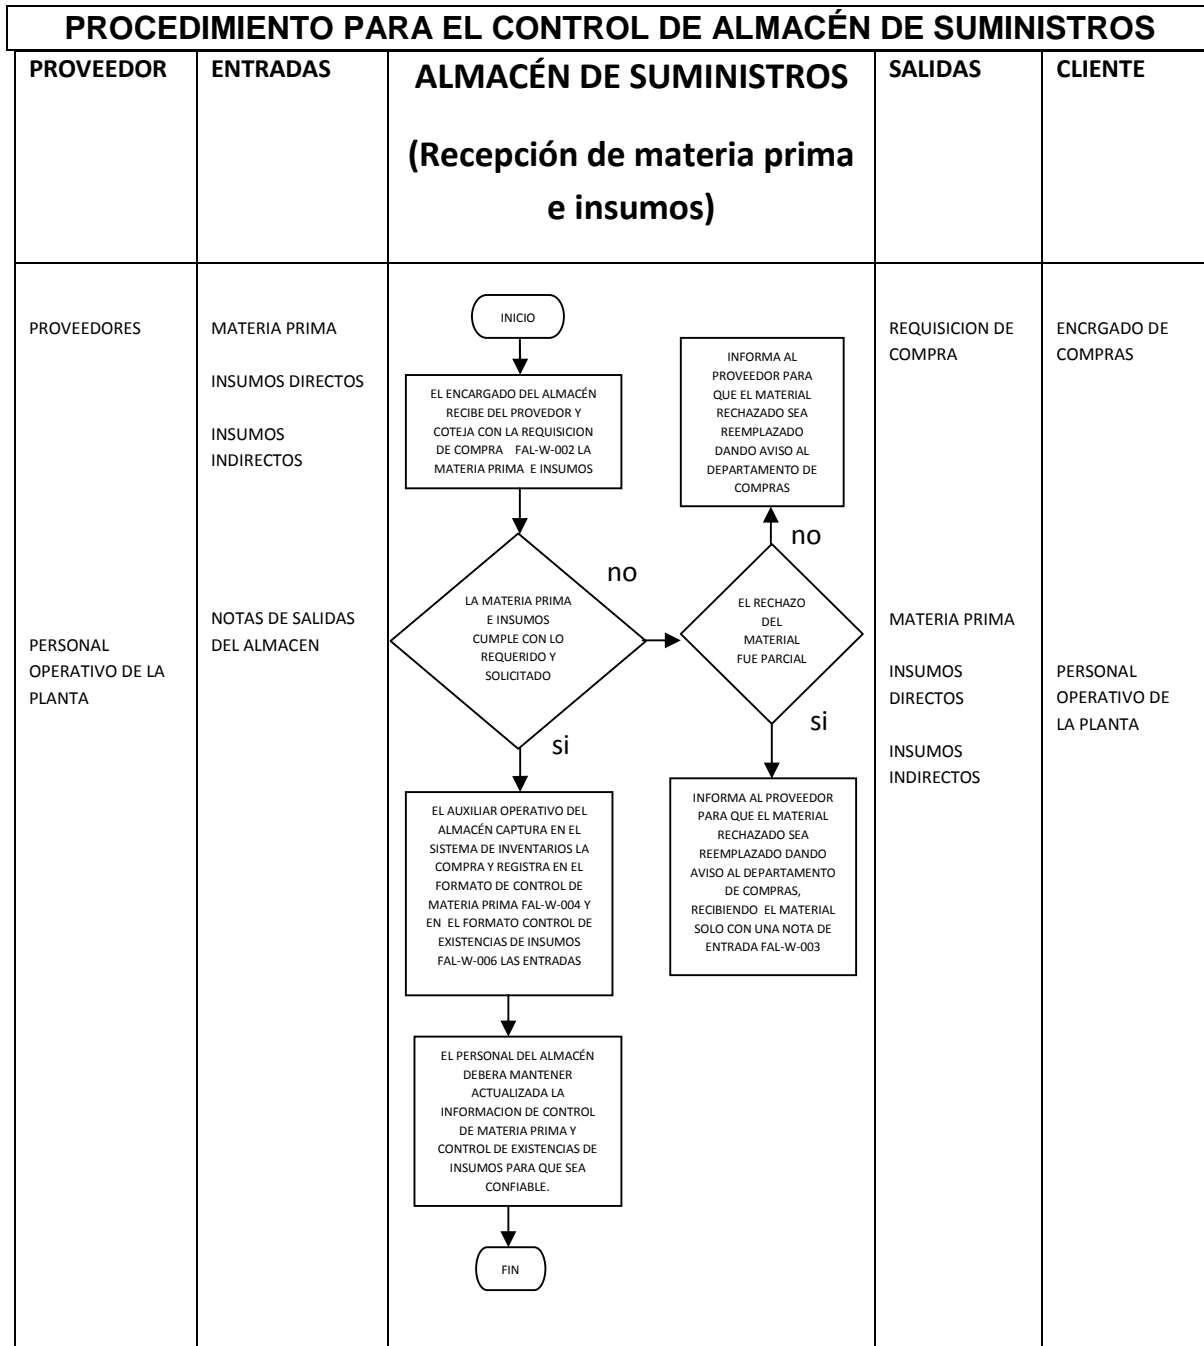 PROCEDIMIENTO PARA EL CONTROL DE ALMACÉN DE SUMINISTROS
PROVEEDOR
ENTRADAS
ALMACÉN DE SUMINISTROS
(Recepción de materia prima
e insumos)
SALIDAS
CLIENTE
PROVEEDORES
PERSONAL
OPERATIVO DE LA
PLANTA
MATERIA PRIMA
INSUMOS DIRECTOS
INSUMOS
INDIRECTOS
NOTAS DE SALIDAS
DEL ALMACEN
INICIO
EL ENCARGADO DEL ALMACÉN
RECIBE DEL PROVEDOR Y
COTEJA CON LA REQUISICION
DE COMPRA FAL-W-002 LA
MATERIA PRIMA E INSUMOS
LA MATERIA PRIMA
E INSUMOS
CUMPLE CON LO
REQUERIDO Y
SOLICITADO
no
si
EL RECHAZO
DEL
MATERIAL
FUE PARCIAL
no
INFORMA AL
PROVEEDOR PARA
QUE EL MATERIAL
RECHAZADO SEA
REEMPLAZADO
DANDO AVISO AL
DEPARTAMENTO DE
COMPRAS
si
INFORMA AL PROVEEDOR
PARA QUE EL MATERIAL
RECHAZADO SEA
REEMPLAZADO DANDO
AVISO AL DEPARTAMENTO
DE COMPRAS,
RECIBIENDO EL MATERIAL
SOLO CON UNA NOTA DE
ENTRADA FAL-W-003
EL AUXILIAR OPERATIVO DEL
ALMACÉN CAPTURA EN EL
SISTEMA DE INVENTARIOS LA
COMPRA Y REGISTRA EN EL
FORMATO DE CONTROL DE
MATERIA PRIMA FAL-W-004 Y
EN EL FORMATO CONTROL DE
EXISTENCIAS DE INSUMOS
FAL-W-006 LAS ENTRADAS
EL PERSONAL DEL ALMACÉN
DEBERA MANTENER
ACTUALIZADA LA
INFORMACION DE CONTROL
DE MATERIA PRIMA Y
CONTROL DE EXISTENCIAS DE
INSUMOS PARA QUE SEA
CONFIABLE.
FIN
REQUISICION DE
COMPRA
MATERIA PRIMA
INSUMOS
DIRECTOS
INSUMOS
INDIRECTOS
ENCRGADO DE
COMPRAS
PERSONAL
OPERATIVO DE
LA PLANTA